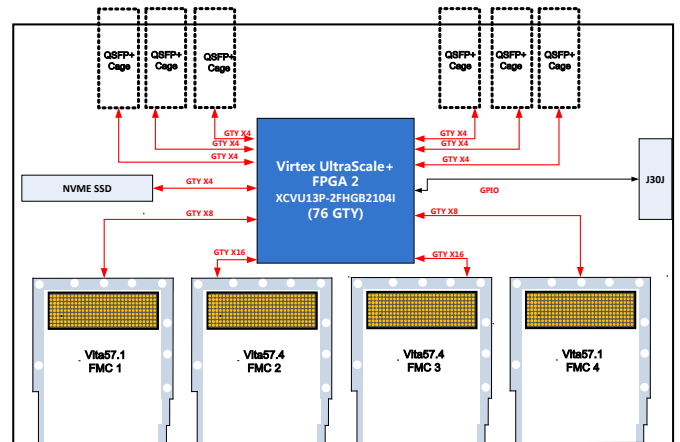 QSFP+
Cage
QSFP+
Cage
QSFP+
Cage
QSFP+
Cage
QSFP+
Cage
QSFP+
Cage
GTY X4
GTY X4
GTY X4
GTY X4
GTY X4
GTY X4
Virtex UltraScale+
FPGA 2
XCVU13P-2FHGB2104I
(76 GTY)
NVME SSD
GTY X4
GPIO
J30J
GTY X8
GTY X8
GTY X16
GTY X16
Vita57.1
FMC 1
Vita57.4
FMC 2
Vita57.4
FMC 3
Vita57.1
FMC 4